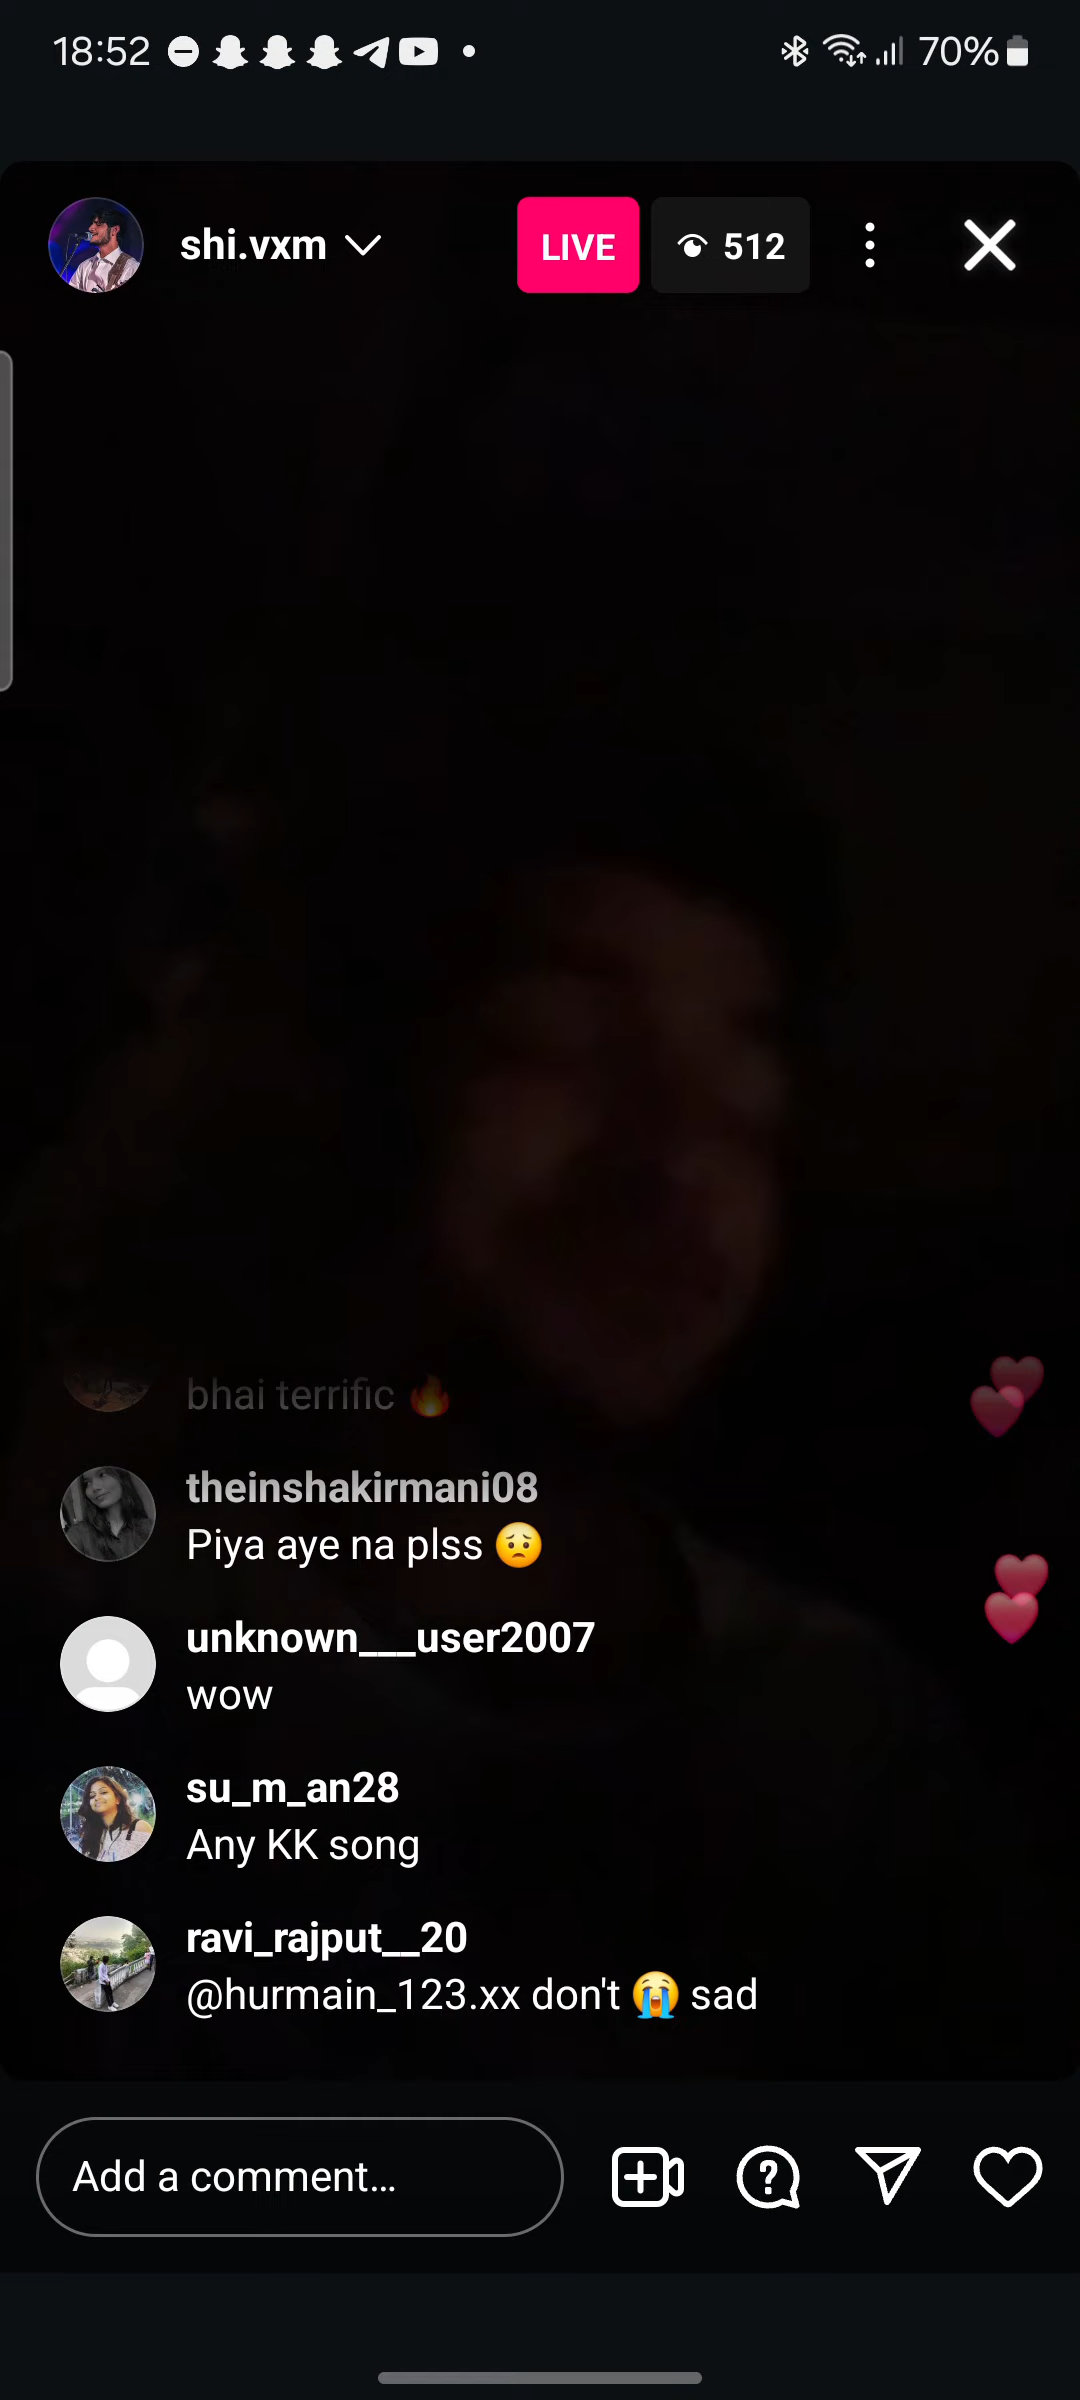 18:52
70%
shi.vxm
LIVE
512
bhai terrific 🔥
theinshakirmani08
Piya aye na plss 😟
unknown___user2007
wow
su_m_an28
Any KK song
ravi_rajput__20
@hurmain_123.xx don't 😭 sad
Add a comment...